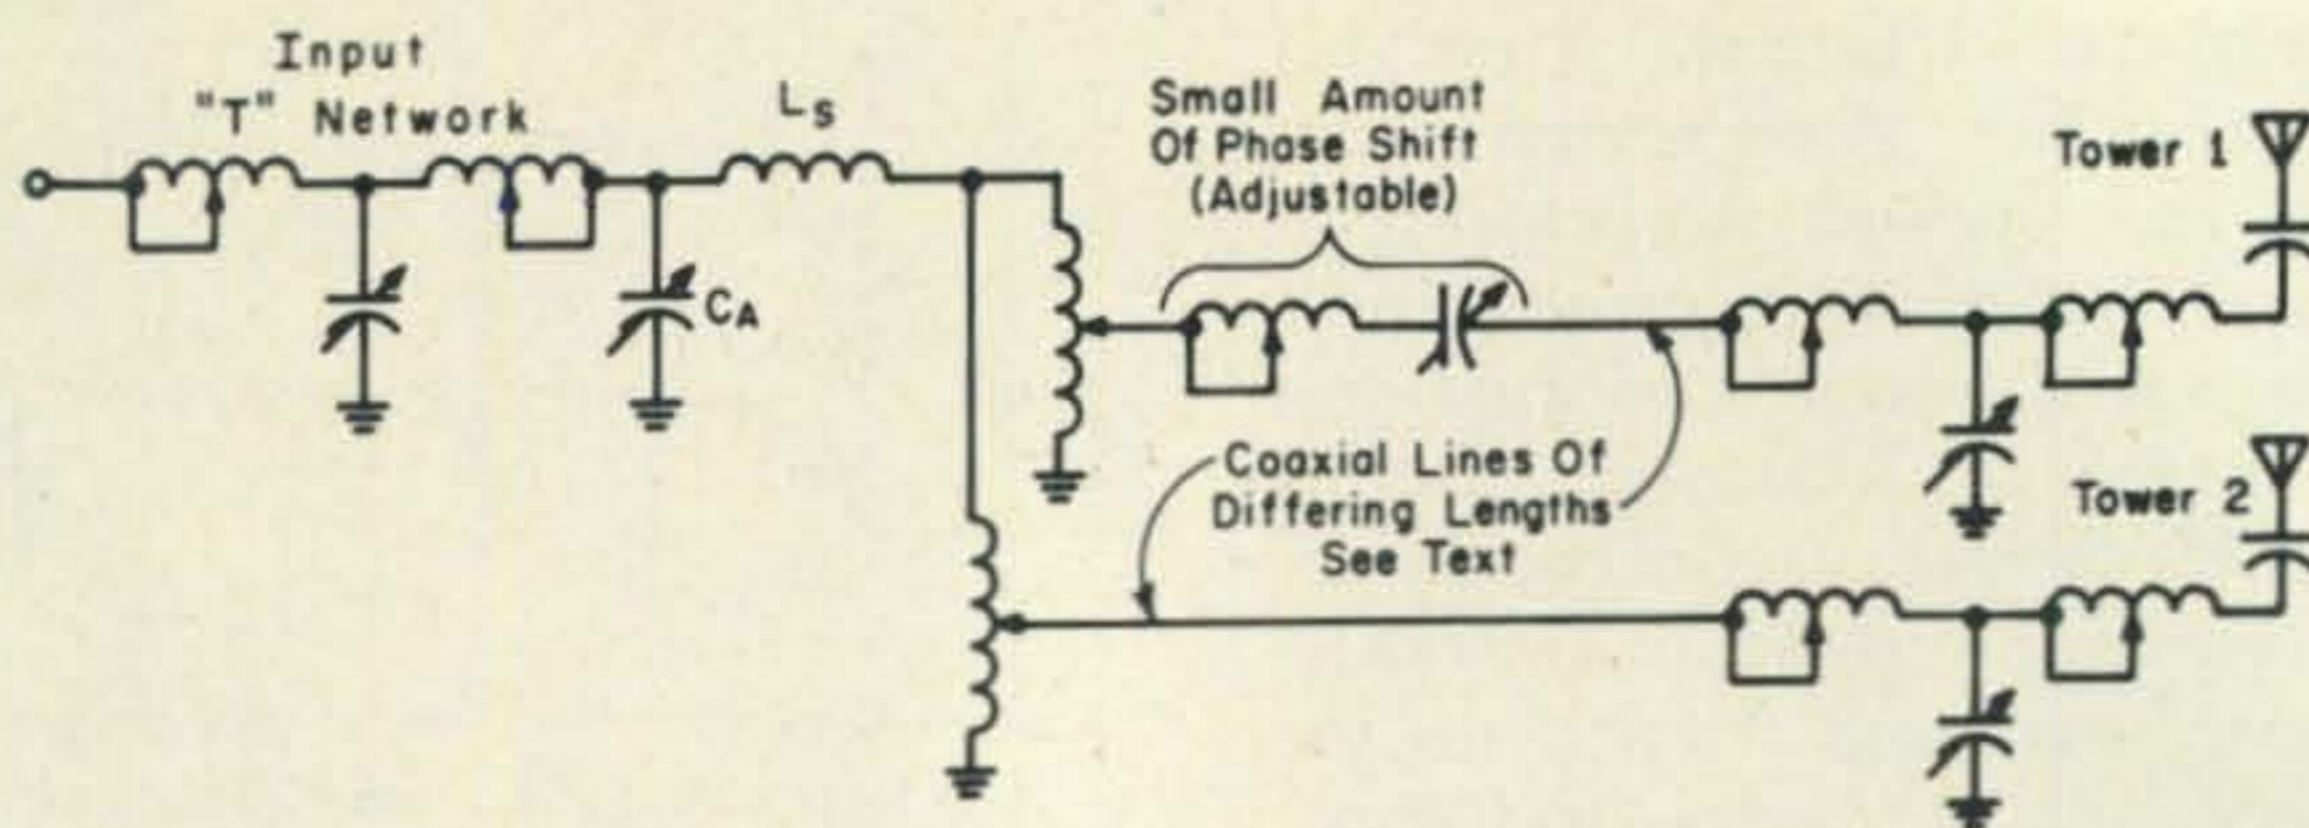 Input
"T" Network
Ls
CA
Small Amount
Of Phase Shift
(Adjustable)
Tower 1
Coaxial Lines Of
Differing Lengths
See Text
Tower 2